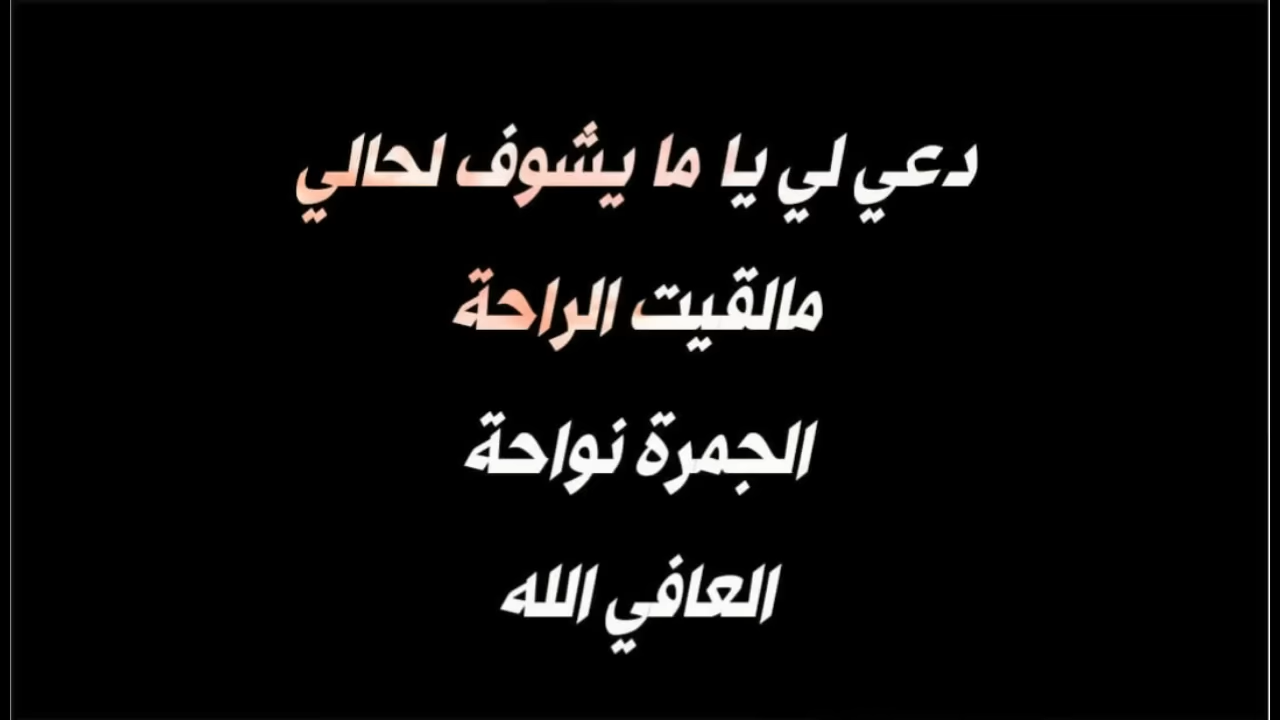 دعي لي يا ما يشوف لحالي
مالقيت الراحة
الجمرة نواحة
العافي الله